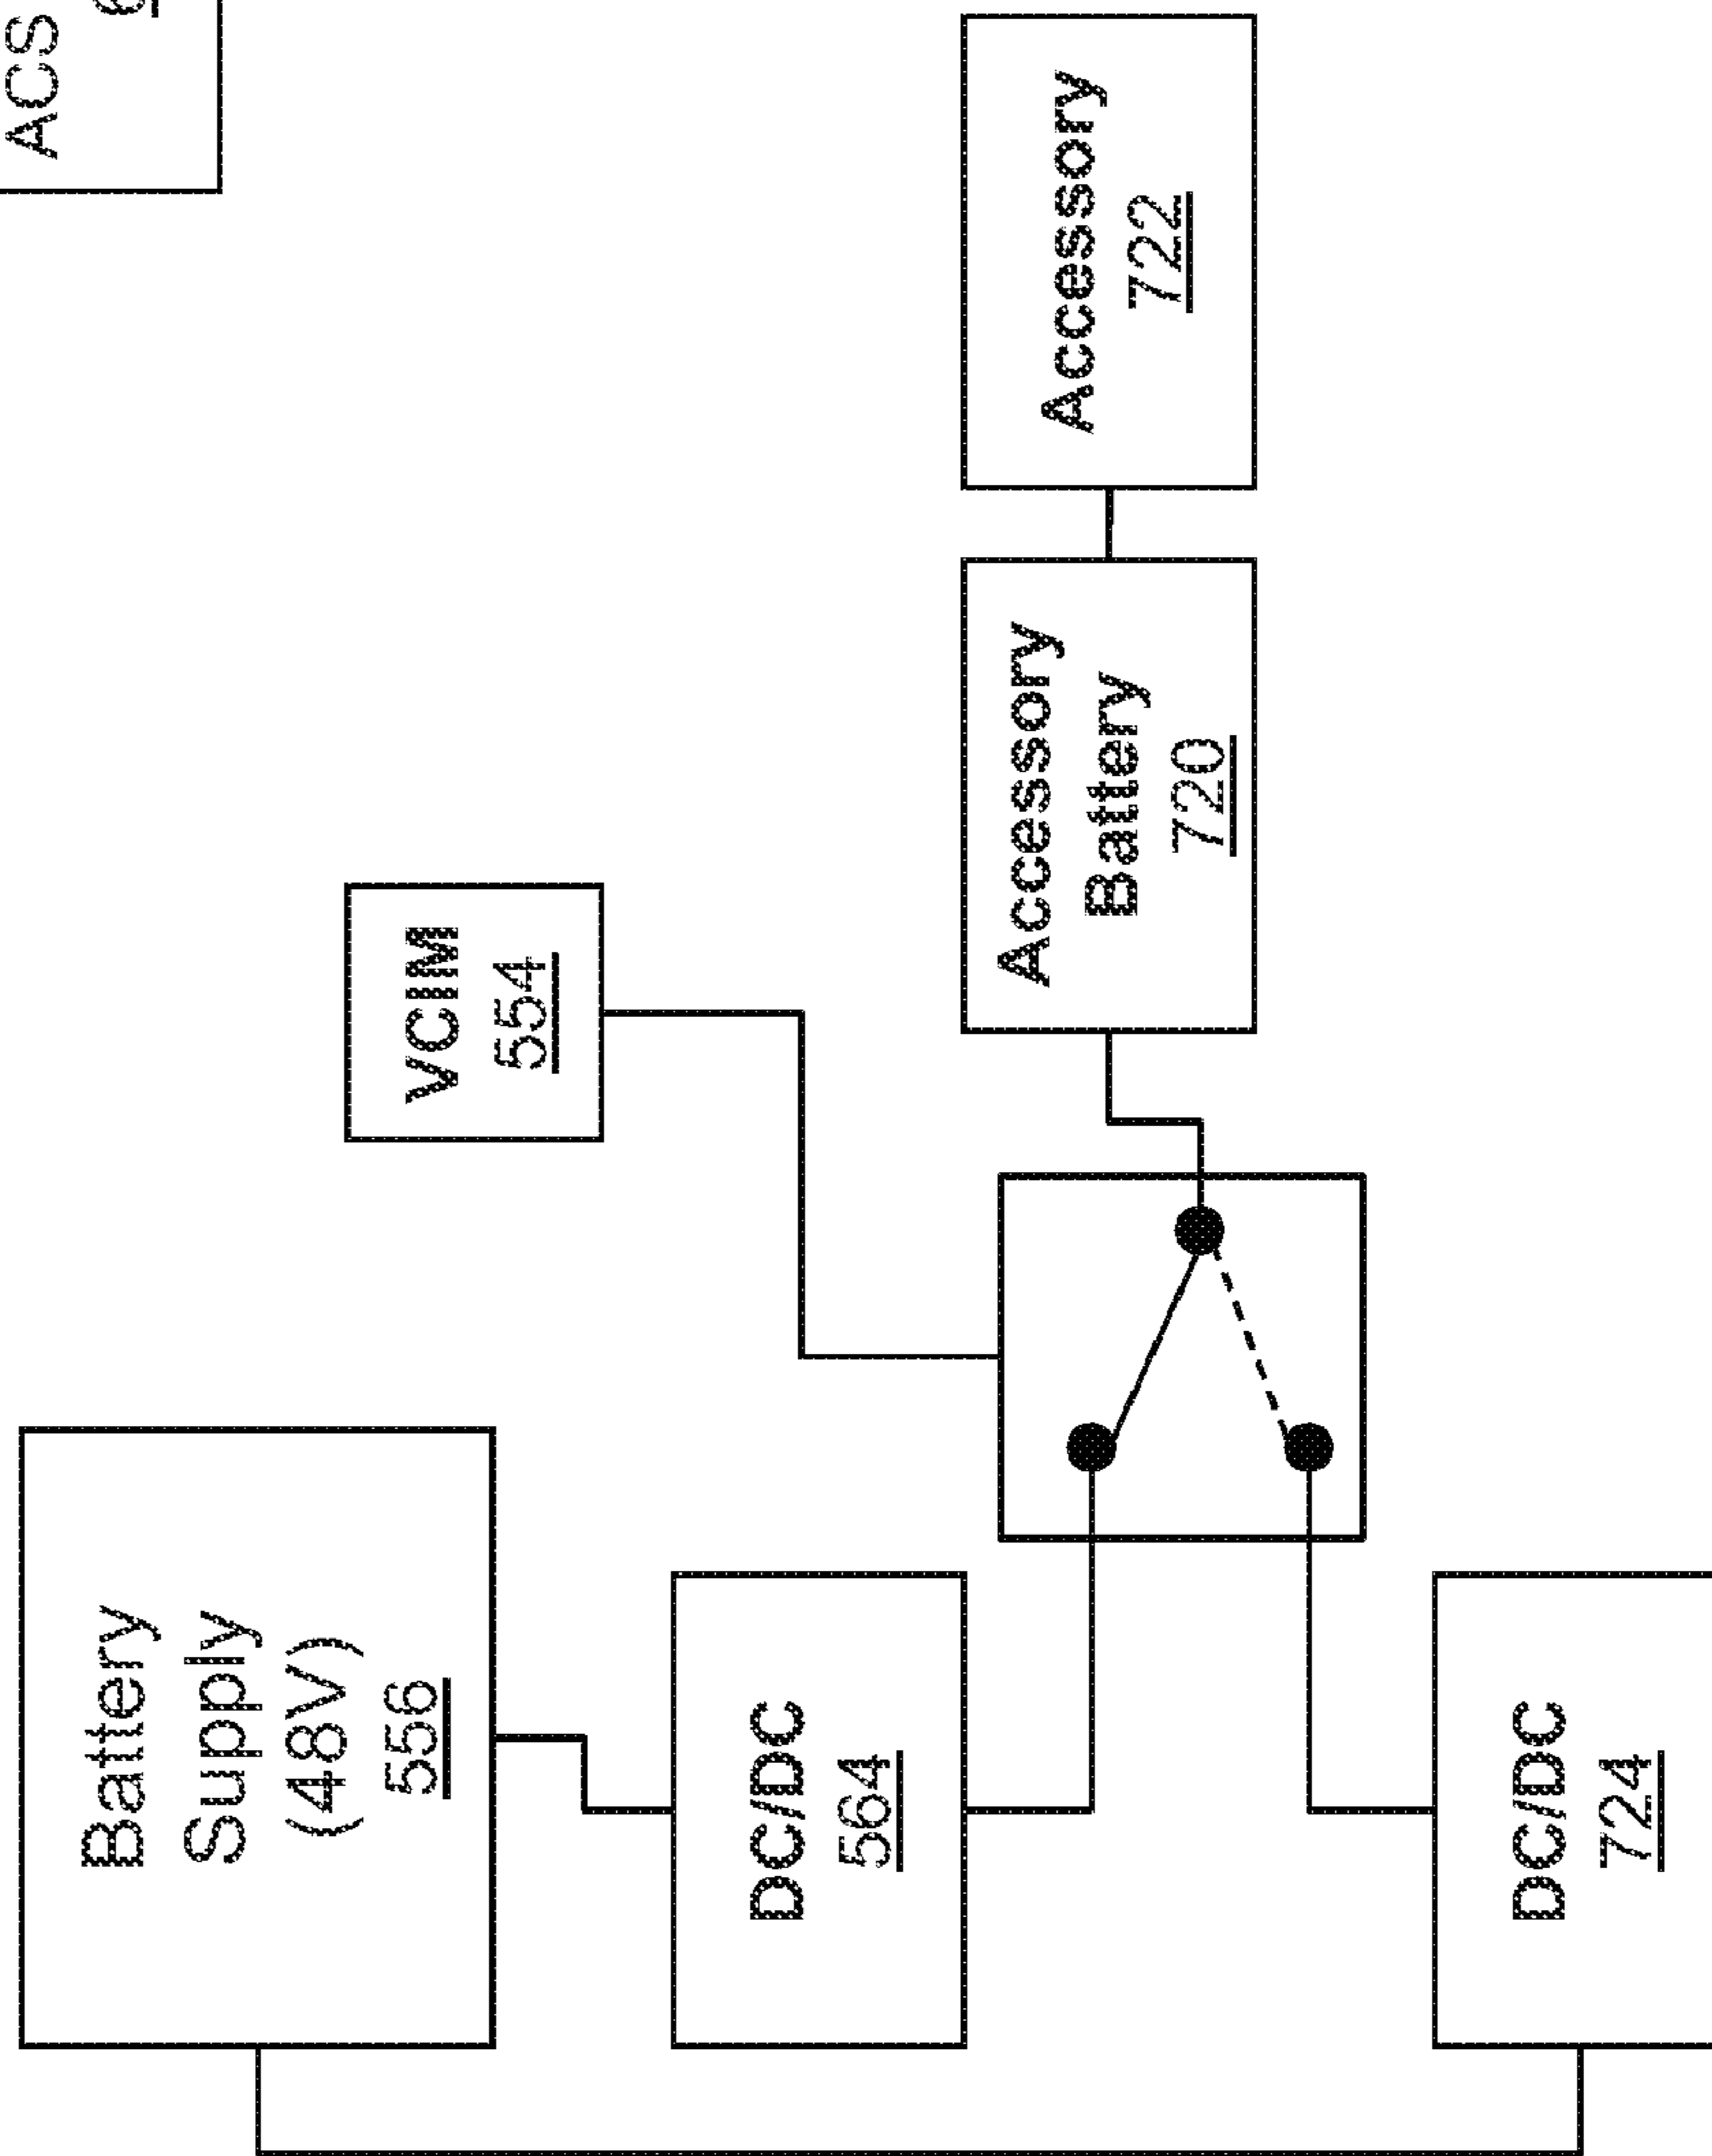 ACS
Battery
Supply
(48V)
556
VCIM
554
DC/DC
564
Accessory
Battery
720
Accessory
722
DC/DC
724